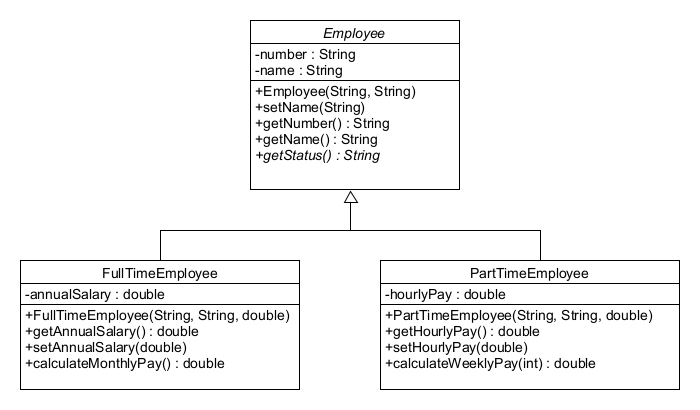 Employee
-number : String
-name : String
+Employee(String, String)
+setName(String)
+getNumber() : String
+getName() : String
+getStatus() : String
FullTimeEmployee
-annualSalary : double
+FullTimeEmployee(String, String, double)
+getAnnualSalary() : double
+setAnnualSalary(double)
+calculateMonthlyPay() : double
PartTimeEmployee
-hourlyPay : double
+PartTimeEmployee(String, String, double)
+getHourlyPay() : double
+setHourlyPay(double)
+calculateWeeklyPay(int) : double